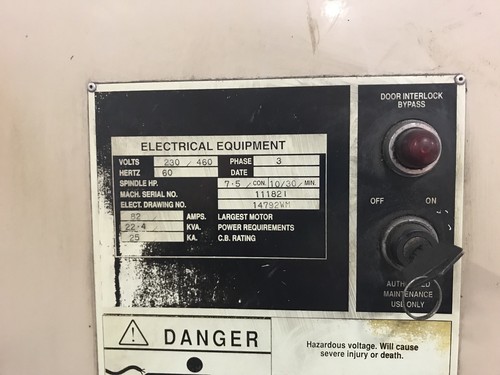 DOOR INTERLOCK
BYPASS
OFF ON
AUTHORIZED
MAINTENANCE
USE ONLY
ELECTRICAL EQUIPMENT
VOLTS 230 / 460 PHASE 3
HERTZ 60 DATE
SPINDLE HP. 7.5 / CON. 10/30/ MIN.
MACH. SERIAL NO. 111821
ELECT. DRAWING NO. 14792WM
82 AMPS. LARGEST MOTOR
22.4 KVA. POWER REQUIREMENTS
25 KA. C.B. RATING
DANGER
Hazardous voltage. Will cause
severe injury or death.